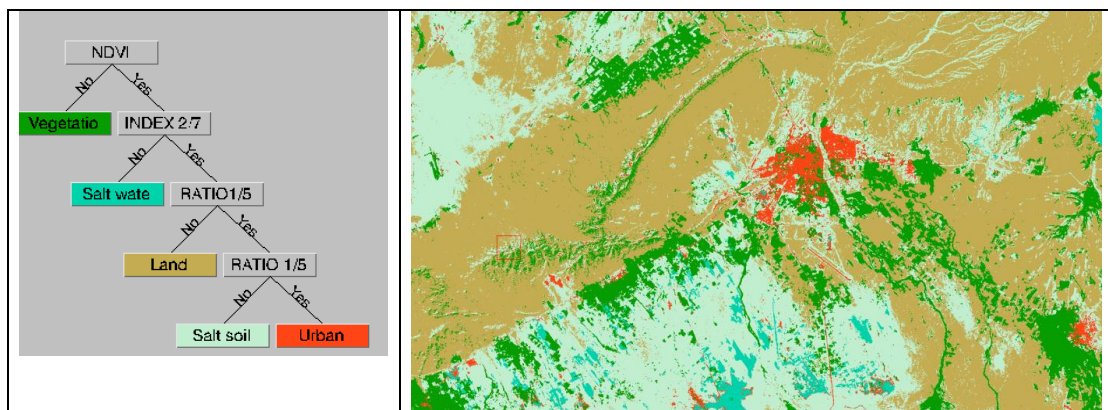 NDVI
No Yes
Vegetatio INDEX 2/7
No Yes
Salt wate RATIO1/5
No Yes
Land RATIO 1/5
No Yes
Salt soil Urban